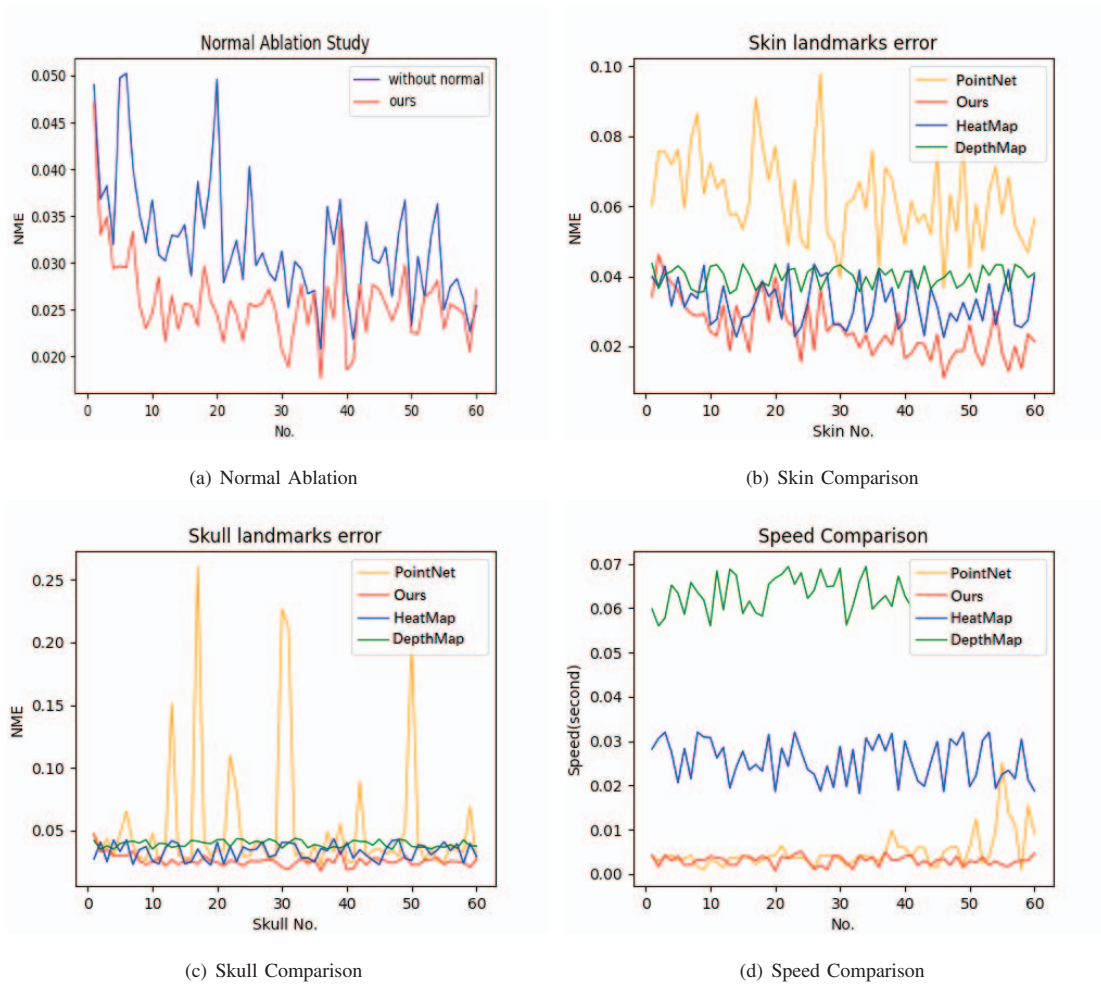 Normal Ablation Study
without normal
ours
0.050
0.045
0.040
0.035
0.030
0.025
0.020
NME
0 10 20 30 40 50 60
No.
(a) Normal Ablation
Skin landmarks error
PointNet
Ours
HeatMap
DepthMap
0.10
0.08
0.06
0.04
0.02
NME
0 10 20 30 40 50 60
Skin No.
(b) Skin Comparison
Skull landmarks error
PointNet
Ours
HeatMap
DepthMap
0.25
0.20
0.15
0.10
0.05
NME
0 10 20 30 40 50 60
Skull No.
(c) Skull Comparison
Speed Comparison
PointNet
Ours
HeatMap
DepthMap
0.07
0.06
0.05
0.04
0.03
0.02
0.01
0.00
Speed(second)
0 10 20 30 40 50 60
No.
(d) Speed Comparison